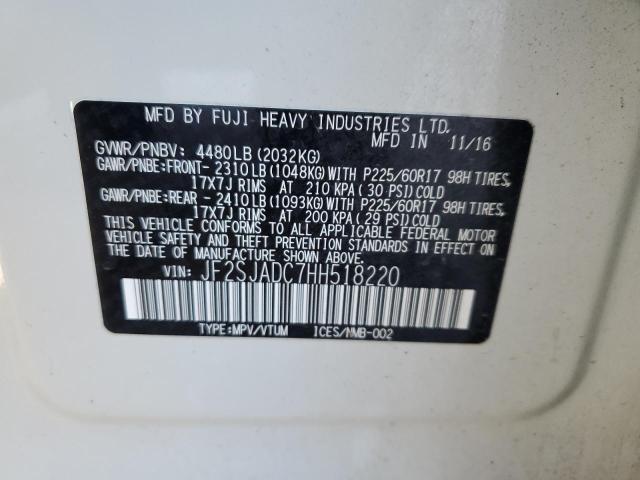 MFD BY FUJI HEAVY INDUSTRIES LTD.
MFD IN 11/16
GVWR/PNBV: 4480LB(2032KG)
GAWR/PNBE:FRONT- 2310LB(1048KG)WITH P225/60R17 98H TIRES,
17X7J RIMS AT 210 KPA(30 PSI)COLD
GAWR/PNBE:REAR - 2410LB(1093KG)WITH P225/60R17 98H TIRES,
17X7J RIMS AT 200 KPA(29 PSI)COLD
THIS VEHICLE CONFORMS TO ALL APPLICABLE FEDERAL MOTOR
VEHICLE SAFETY AND THEFT PREVENTION STANDARDS IN EFFECT
ON THE DATE OF MANUFACTURE SHOWN ABOVE.
VIN: JF2SJADC7HH518220
TYPE:MPV/VTUM ICES/NMB-002